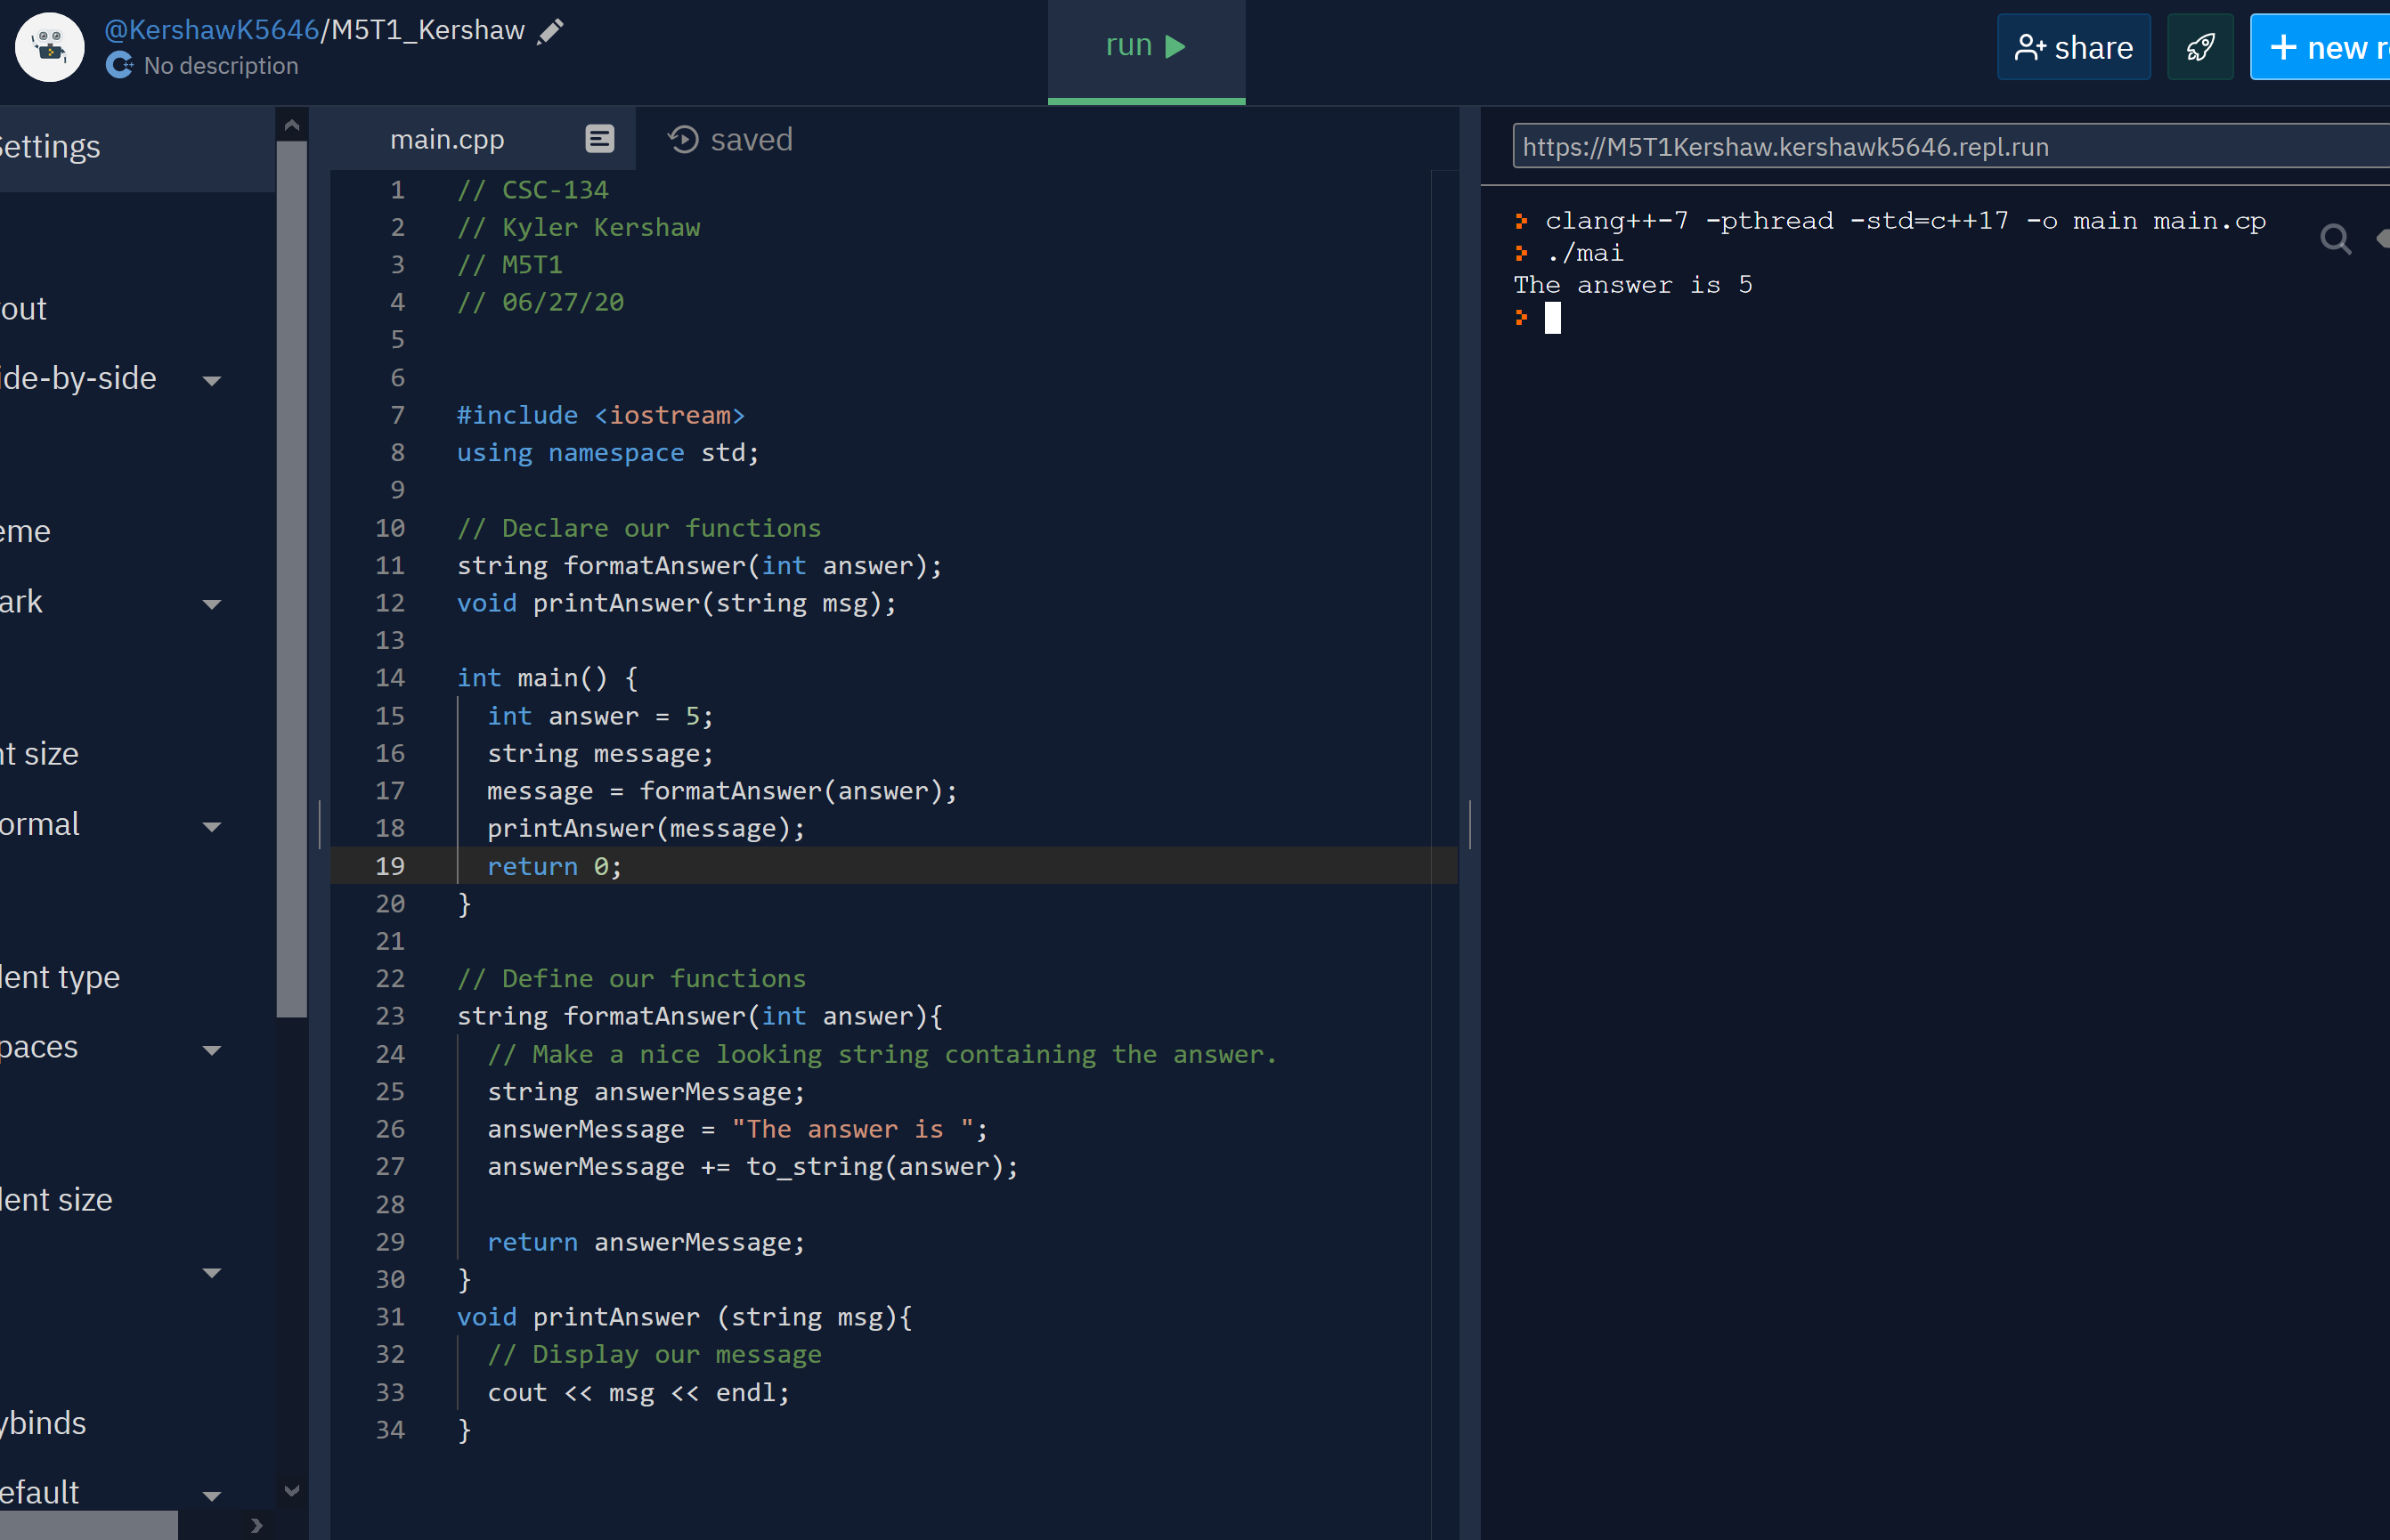 @KershawK5646/M5T1_Kershaw
No description
run
share
+ new r
ettings
out
ide-by-side
eme
ark
nt size
ormal
lent type
paces
lent size
ybinds
efault
main.cpp
saved
1 // CSC-134
2 // Kyler Kershaw
3 // M5T1
4 // 06/27/20
5
6
7 #include <iostream>
8 using namespace std;
9
10 // Declare our functions
11 string formatAnswer(int answer);
12 void printAnswer(string msg);
13
14 int main() {
15   int answer = 5;
16   string message;
17   message = formatAnswer(answer);
18   printAnswer(message);
19   return 0;
20 }
21
22 // Define our functions
23 string formatAnswer(int answer){
24   // Make a nice looking string containing the answer.
25   string answerMessage;
26   answerMessage = "The answer is ";
27   answerMessage += to_string(answer);
28
29   return answerMessage;
30 }
31 void printAnswer (string msg){
32   // Display our message
33   cout << msg << endl;
34 }
https://M5T1Kershaw.kershawk5646.repl.run
> clang++-7 -pthread -std=c++17 -o main main.cp
> ./mai
The answer is 5
>